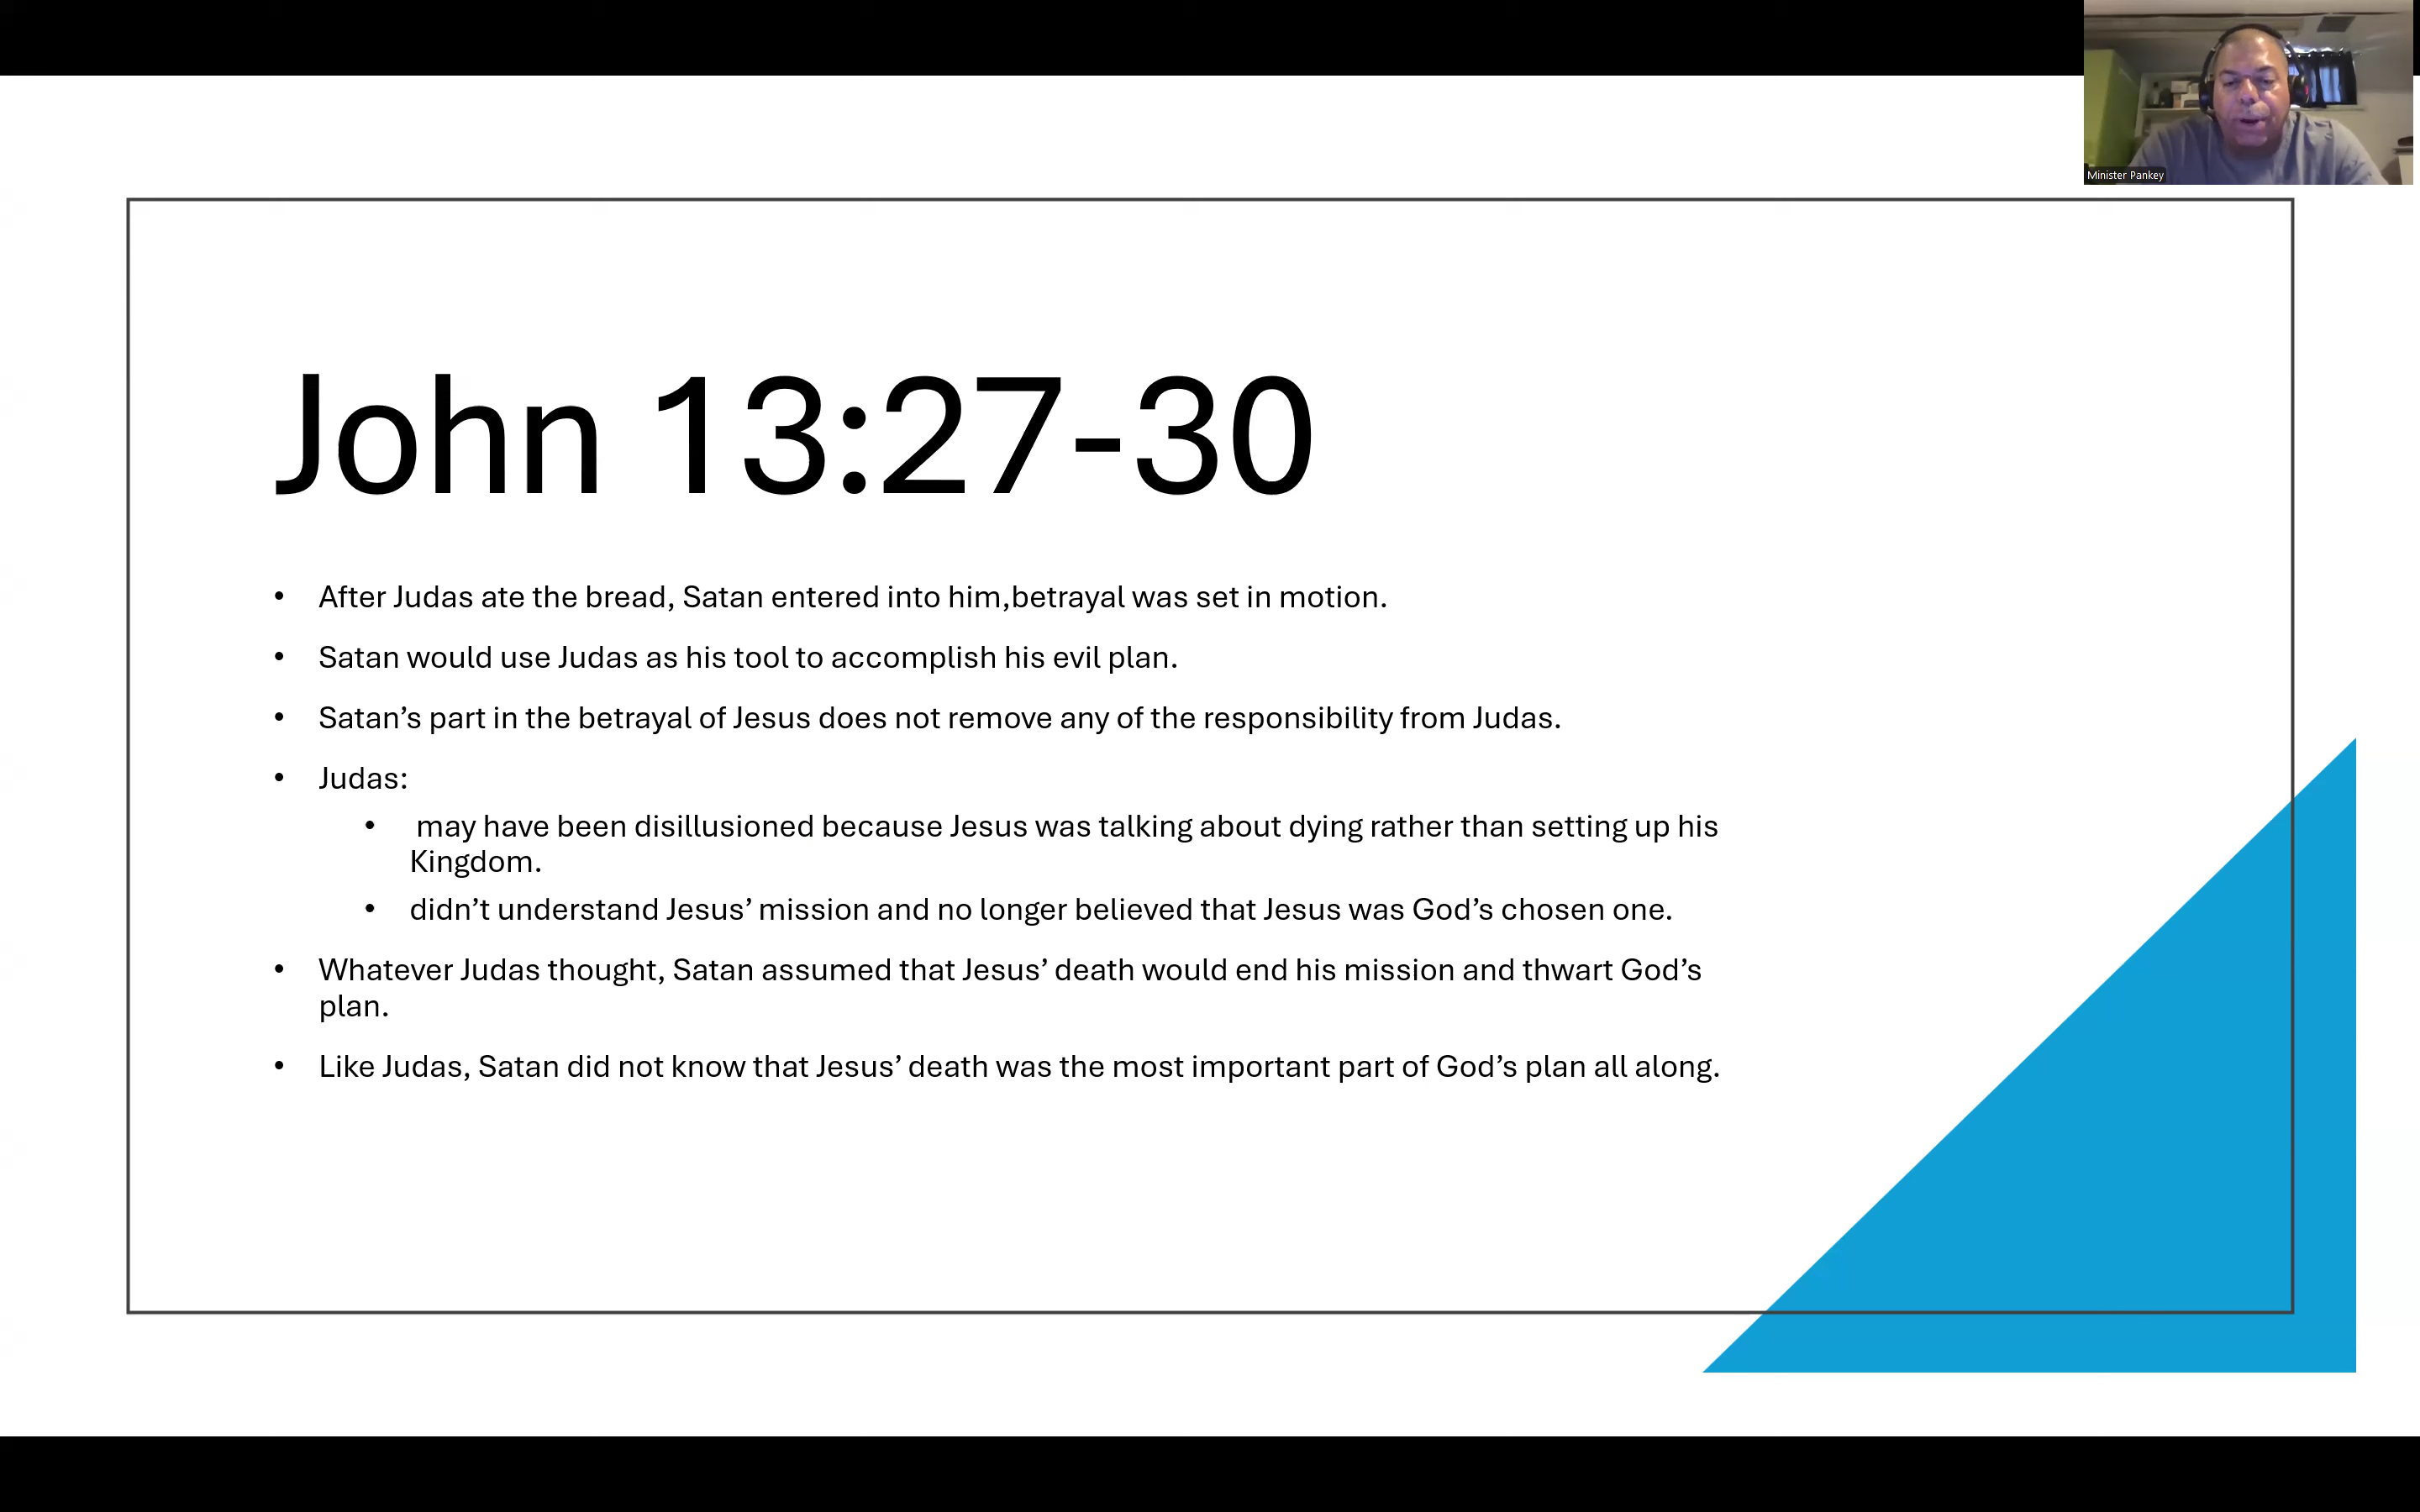 Minister Pankey
John 13:27-30
• After Judas ate the bread, Satan entered into him,betrayal was set in motion.
• Satan would use Judas as his tool to accomplish his evil plan.
• Satan’s part in the betrayal of Jesus does not remove any of the responsibility from Judas.
• Judas:
• may have been disillusioned because Jesus was talking about dying rather than setting up his
Kingdom.
• didn’t understand Jesus’ mission and no longer believed that Jesus was God’s chosen one.
• Whatever Judas thought, Satan assumed that Jesus’ death would end his mission and thwart God’s
plan.
• Like Judas, Satan did not know that Jesus’ death was the most important part of God’s plan all along.